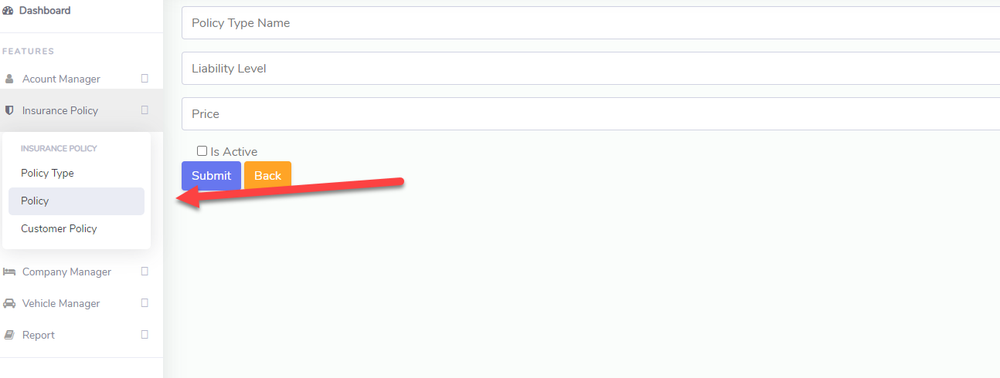 Dashboard
FEATURES
Acount Manager
Insurance Policy
INSURANCE POLICY
Policy Type
Policy
Customer Policy
Company Manager
Vehicle Manager
Report
Policy Type Name
Liability Level
Price
Is Active
Submit Back